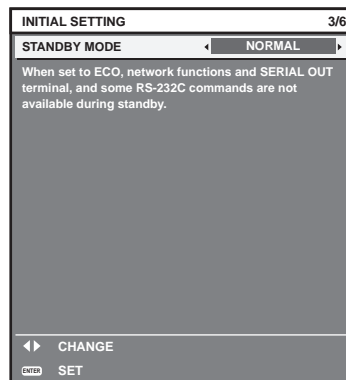 INITIAL SETTING 3/6
STANDBY MODE NORMAL
When set to ECO, network functions and SERIAL OUT
terminal, and some RS-232C commands are not
available during standby.
CHANGE
ENTER SET